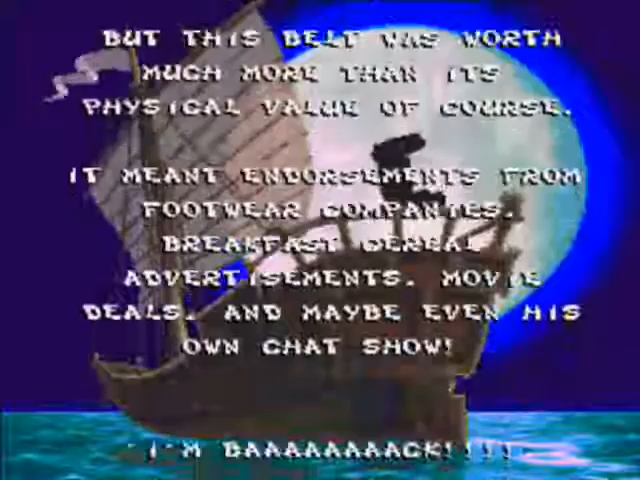 BUT THIS BELT WAS WORTH
MUCH MORE THAN ITS
PHYSICAL VALUE OF COURSE.
IT MEANT ENDORSEMENTS FROM
FOOTWEAR COMPANIES.
BREAKFAST CEREAL
ADVERTISEMENTS. MOVIE
DEALS. AND MAYBE EVEN HIS
OWN CHAT SHOW!
"I'M BAAAAAAAACK!!!!"